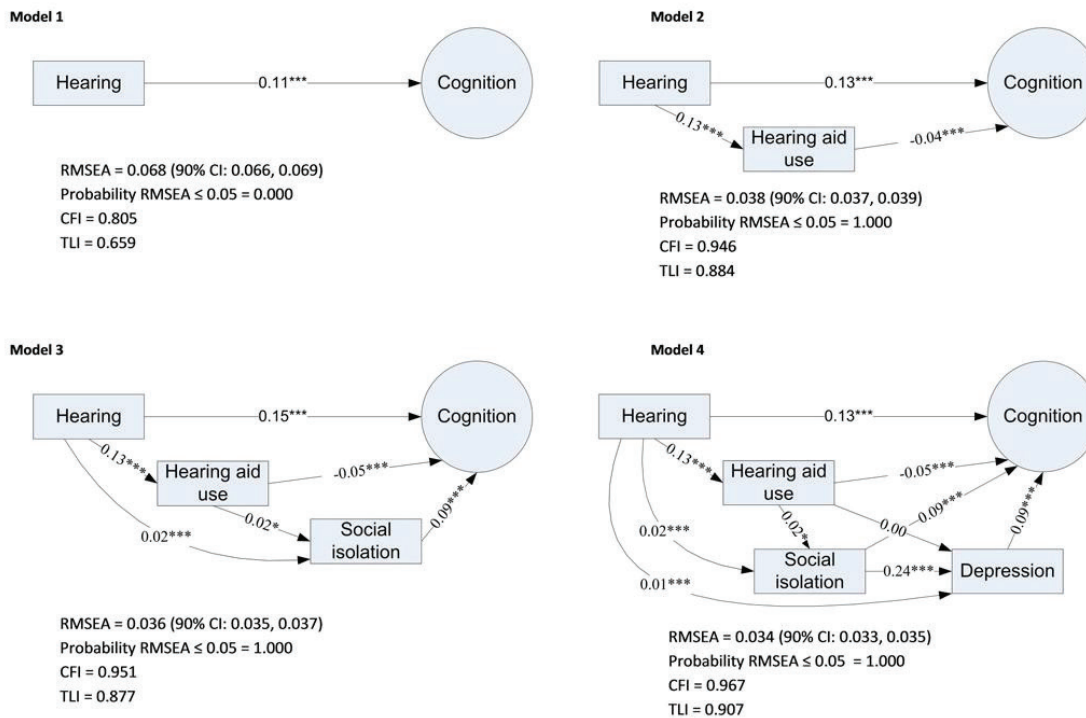 Model 1
Hearing
0.11***
Cognition
RMSEA = 0.068 (90% CI: 0.066, 0.069)
Probability RMSEA ≤ 0.05 = 0.000
CFI = 0.805
TLI = 0.659
Model 2
Hearing
0.13***
Cognition
0.13***
Hearing aid
use
-0.04***
RMSEA = 0.038 (90% CI: 0.037, 0.039)
Probability RMSEA ≤ 0.05 = 1.000
CFI = 0.946
TLI = 0.884
Model 3
Hearing
0.15***
Cognition
0.13***
Hearing aid
use
-0.05***
0.02*
0.09***
0.02***
Social
isolation
RMSEA = 0.036 (90% CI: 0.035, 0.037)
Probability RMSEA ≤ 0.05 = 1.000
CFI = 0.951
TLI = 0.877
Model 4
Hearing
0.13***
Cognition
0.13***
Hearing aid
use
-0.05***
0.09***
0.02***
0.02*
0.00
0.09***
Social
isolation
0.24***
Depression
0.01***
RMSEA = 0.034 (90% CI: 0.033, 0.035)
Probability RMSEA ≤ 0.05 = 1.000
CFI = 0.967
TLI = 0.907